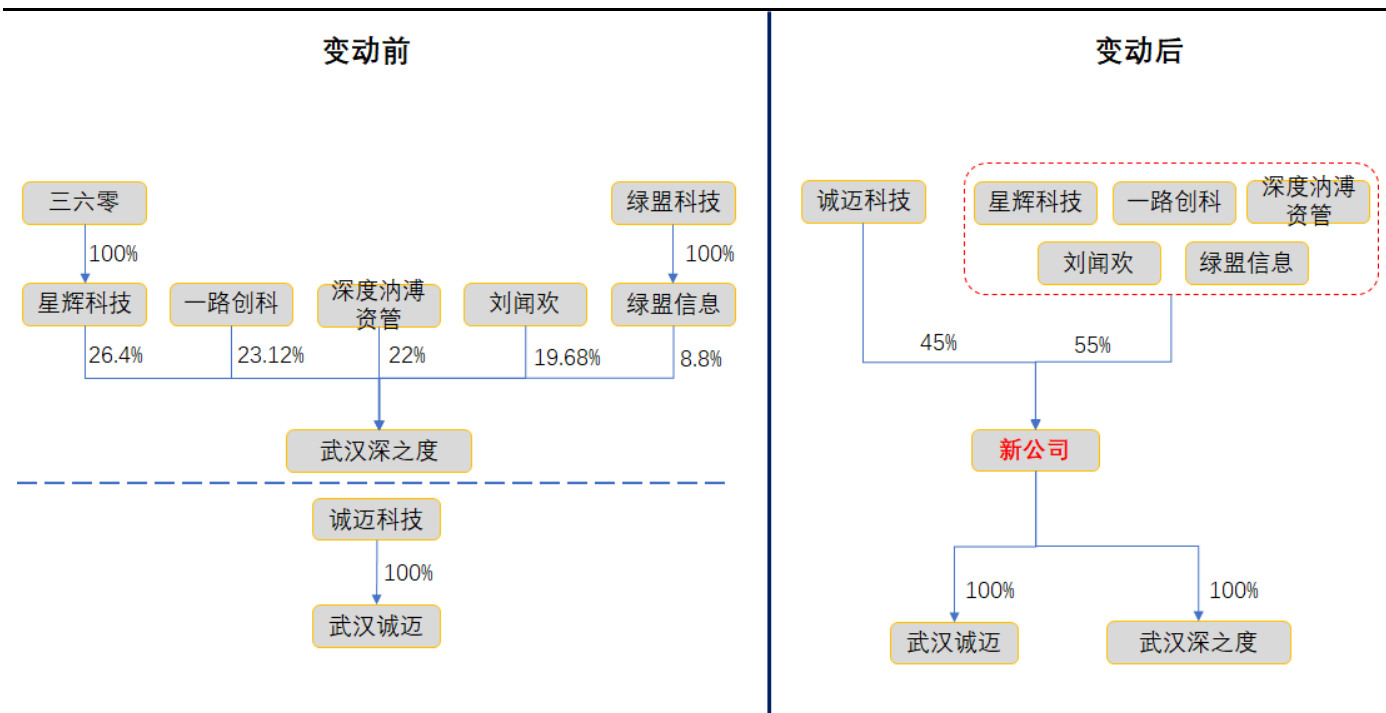 变动前
三六零
绿盟科技
100%
100%
星辉科技
一路创科
深度汭溥
资管
刘闻欢
绿盟信息
26.4%
23.12%
22%
19.68%
8.8%
武汉深之度
诚迈科技
100%
武汉诚迈
变动后
诚迈科技
星辉科技
一路创科
深度汭溥
资管
刘闻欢
绿盟信息
45%
55%
新公司
100%
100%
武汉诚迈
武汉深之度